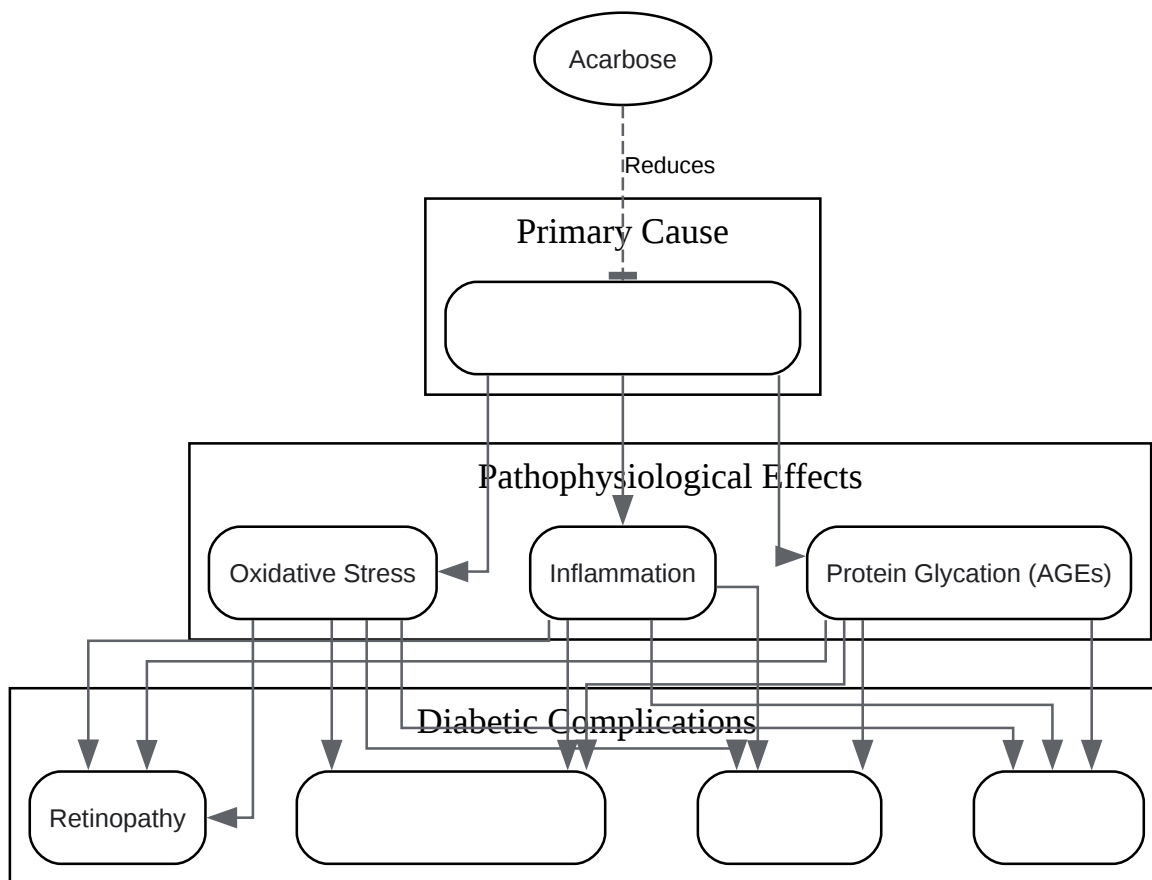 Acarbose
Reduces
Primary Cause
Pathophysiological Effects
Oxidative Stress
Inflammation
Protein Glycation (AGEs)
Diabetic Complications
Retinopathy